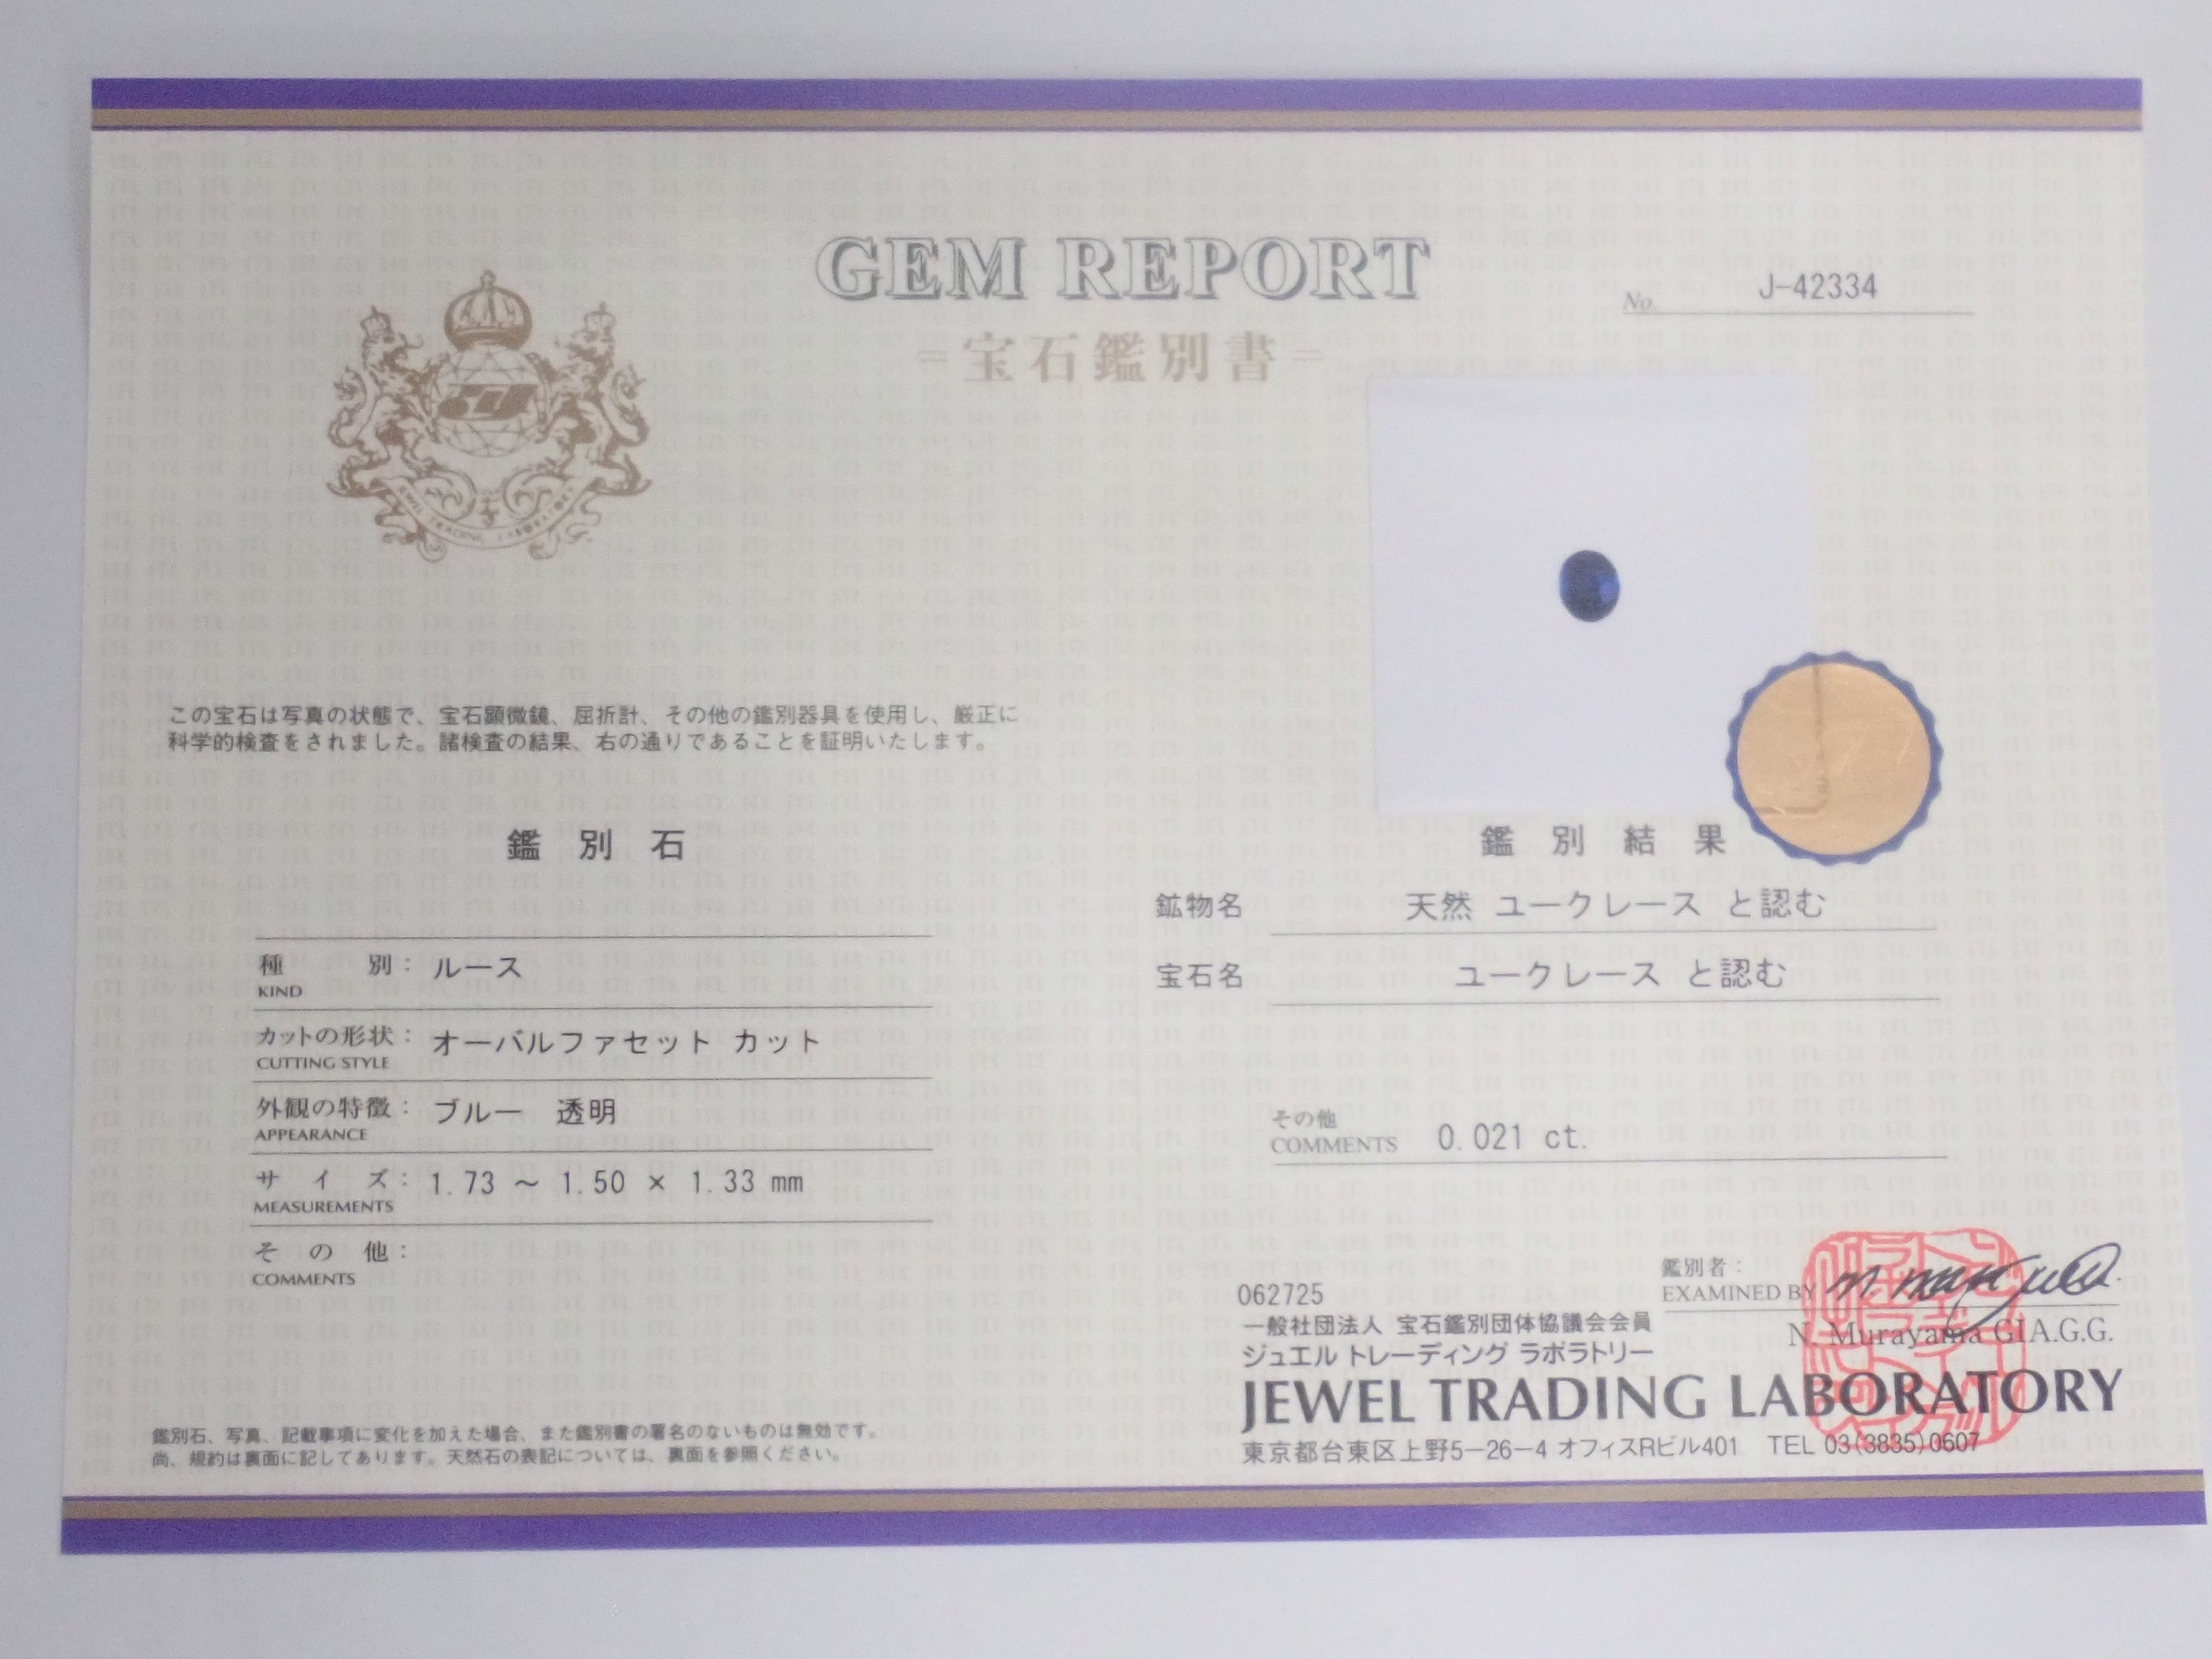 GEM REPORT
No. J-42334
=宝石鑑別書=
JEWEL TRADING LABORATORY
この宝石は写真の状態で、宝石顕微鏡、屈折計、その他の鑑別器具を使用し、厳正に
科学的検査をされました。諸検査の結果、右の通りであることを証明いたします。
鑑別石
種別: ルース
KIND
カットの形状: オーバルファセット カット
CUTTING STYLE
外観の特徴: ブルー 透明
APPEARANCE
サイズ: 1.73 ~ 1.50 × 1.33 mm
MEASUREMENTS
その他:
COMMENTS
鑑別石、写真、記載事項に変化を加えた場合、また鑑別書の署名のないものは無効です。
尚、規約は裏面に記してあります。天然石の表記については、裏面を参照ください。
鑑別結果
鉱物名 天然 ユークレース と認む
宝石名 ユークレース と認む
その他
COMMENTS 0.021 ct.
鑑別者:
EXAMINED BY
N. Murayama GIA.G.G.
062725
一般社団法人 宝石鑑別団体協議会会員
ジュエル トレーディング ラボラトリー
JEWEL TRADING LABORATORY
東京都台東区上野5-26-4 オフィスRビル401 TEL 03(3835)0607